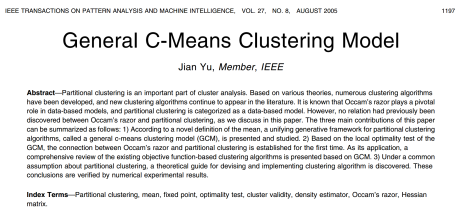 IEEE TRANSACTIONS ON PATTERN ANALYSIS AND MACHINE INTELLIGENCE, VOL. 27, NO. 8, AUGUST 2005 1197
General C-Means Clustering Model
Jian Yu, Member, IEEE
Abstract—Partitional clustering is an important part of cluster analysis. Based on various theories, numerous clustering algorithms
have been developed, and new clustering algorithms continue to appear in the literature. It is known that Occam's razor plays a pivotal
role in data-based models, and partitional clustering is categorized as a data-based model. However, no relation had previously been
discovered between Occam's razor and partitional clustering, as we discuss in this paper. The three main contributions of this paper
can be summarized as follows: 1) According to a novel definition of the mean, a unifying generative framework for partitional clustering
algorithms, called a general c-means clustering model (GCM), is presented and studied. 2) Based on the local optimality test of the
GCM, the connection between Occam's razor and partitional clustering is established for the first time. As its application, a
comprehensive review of the existing objective function-based clustering algorithms is presented based on GCM. 3) Under a common
assumption about partitional clustering, a theoretical guide for devising and implementing clustering algorithm is discovered. These
conclusions are verified by numerical experimental results.
Index Terms—Partitional clustering, mean, fixed point, optimality test, cluster validity, density estimator, Occam's razor, Hessian
matrix.